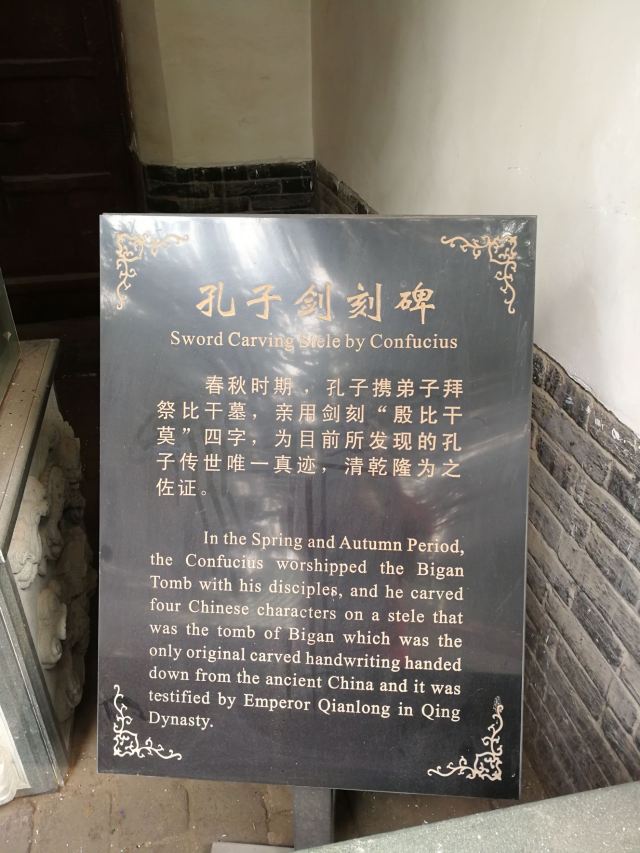 孔子剑刻碑
Sword Carving Stele by Confucius
春秋时期，孔子携弟子拜
祭比干墓，亲用剑刻“殷比干
莫”四字，为目前所发现的孔
子传世唯一真迹，清乾隆为之
佐证。
In the Spring and Autumn Period,
the Confucius worshipped the Bigan
Tomb with his disciples, and he carved
four Chinese characters on a stele that
was the tomb of Bigan which was the
only original carved handwriting handed
down from the ancient China and it was
testified by Emperor Qianlong in Qing
Dynasty.